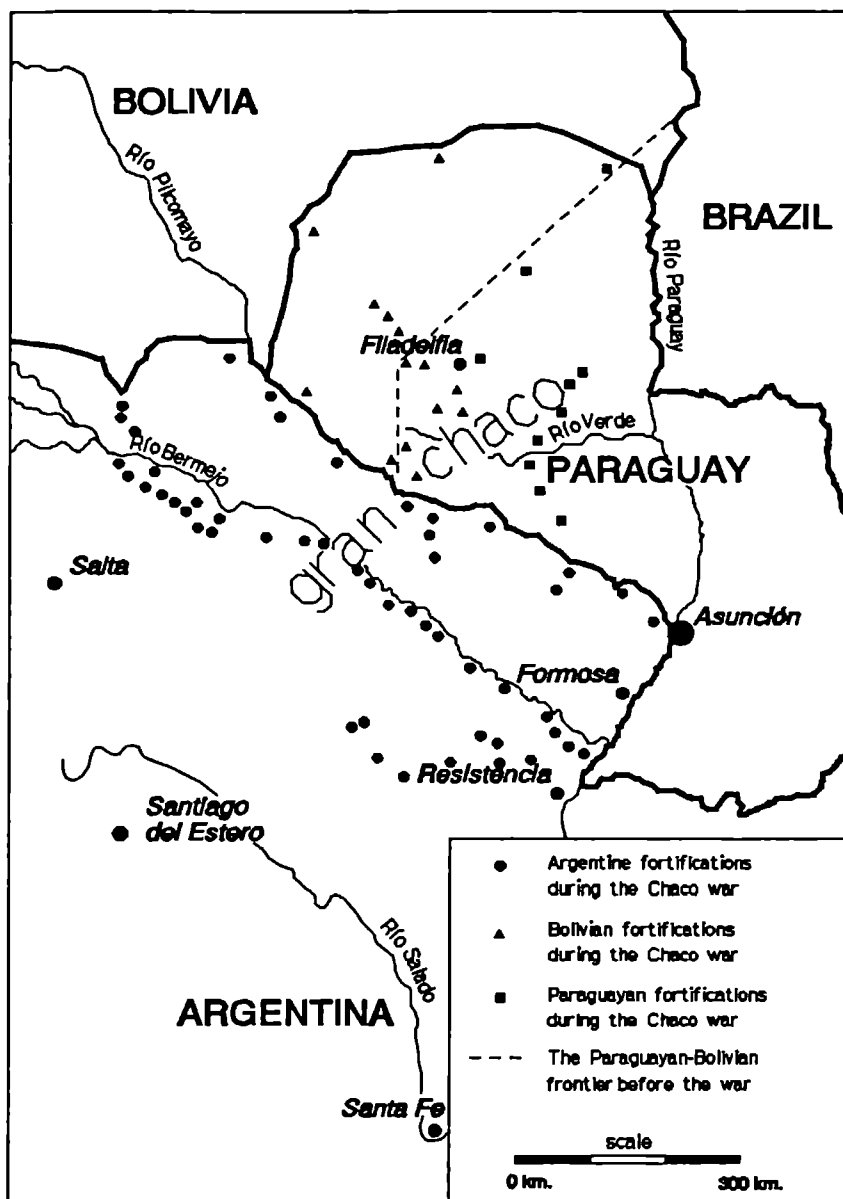 BOLIVIA
Río Pilcomayo
BRAZIL
Río Paraguay
Filadelfia
gran chaco
Río Verde
PARAGUAY
Río Bermejo
Salta
Asunción
Formosa
Resisténcia
Santiago
del Estero
Río Salado
ARGENTINA
Santa Fe
Argentine fortifications
during the Chaco war
Bolivian fortifications
during the Chaco war
Paraguayan fortifications
during the Chaco war
The Paraguayan-Bolivian
frontier before the war
scale
0 km.
300 km.